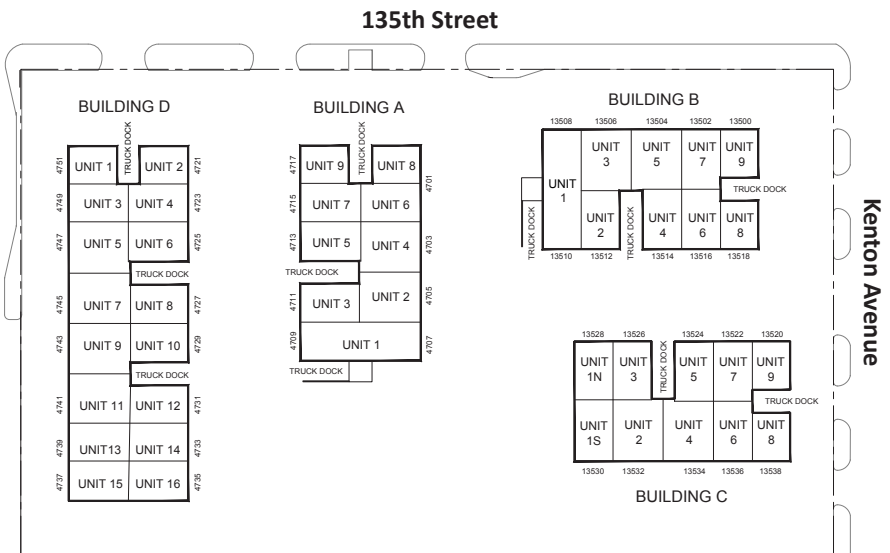 135th Street
Kenton Avenue
BUILDING D
TRUCK DOCK
4751
UNIT 1
UNIT 2
4721
4749
UNIT 3
UNIT 4
4723
4747
UNIT 5
UNIT 6
4725
TRUCK DOCK
4745
UNIT 7
UNIT 8
4727
4743
UNIT 9
UNIT 10
4729
TRUCK DOCK
4741
UNIT 11
UNIT 12
4731
4739
UNIT13
UNIT 14
4733
4737
UNIT 15
UNIT 16
4735
BUILDING A
TRUCK DOCK
4717
UNIT 9
UNIT 8
4701
4715
UNIT 7
UNIT 6
4713
UNIT 5
UNIT 4
4703
TRUCK DOCK
4711
UNIT 3
UNIT 2
4705
4709
UNIT 1
4707
TRUCK DOCK
BUILDING B
13508
13506
13504
13502
13500
UNIT
3
UNIT
5
UNIT
7
UNIT
9
UNIT
1
TRUCK DOCK
TRUCK DOCK
UNIT
2
TRUCK DOCK
UNIT
4
UNIT
6
UNIT
8
13510
13512
13514
13516
13518
13528
13526
13524
13522
13520
UNIT
1N
UNIT
3
TRUCK DOCK
UNIT
5
UNIT
7
UNIT
9
TRUCK DOCK
UNIT
1S
UNIT
2
UNIT
4
UNIT
6
UNIT
8
13530
13532
13534
13536
13538
BUILDING C